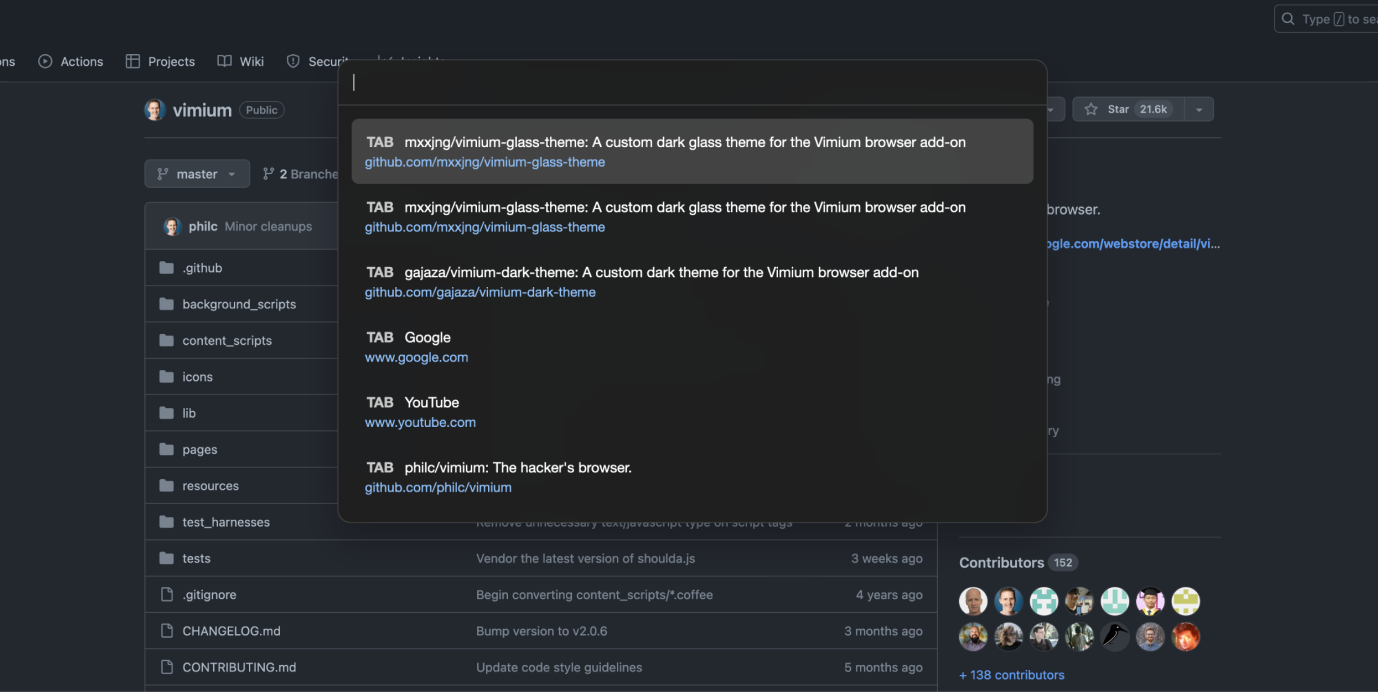 Type / to sea
ons Actions Projects Wiki Securit
vimium Public
Star 21.6k
master 2 Branche
philc Minor cleanups
.github
background_scripts
content_scripts
icons
lib
pages
resources
test_harnesses Remove unnecessary text/javascript type on script tags 2 months ago
tests Vendor the latest version of shoulda.js 3 weeks ago
.gitignore Begin converting content_scripts/*.coffee 4 years ago
CHANGELOG.md Bump version to v2.0.6 3 months ago
CONTRIBUTING.md Update code style guidelines 5 months ago
TAB mxxjng/vimium-glass-theme: A custom dark glass theme for the Vimium browser add-on
github.com/mxxjng/vimium-glass-theme
TAB mxxjng/vimium-glass-theme: A custom dark glass theme for the Vimium browser add-on
github.com/mxxjng/vimium-glass-theme
TAB gajaza/vimium-dark-theme: A custom dark theme for the Vimium browser add-on
github.com/gajaza/vimium-dark-theme
TAB Google
www.google.com
TAB YouTube
www.youtube.com
TAB philc/vimium: The hacker's browser.
github.com/philc/vimium
browser.
ogle.com/webstore/detail/vi...
ng
ry
Contributors 152
+ 138 contributors